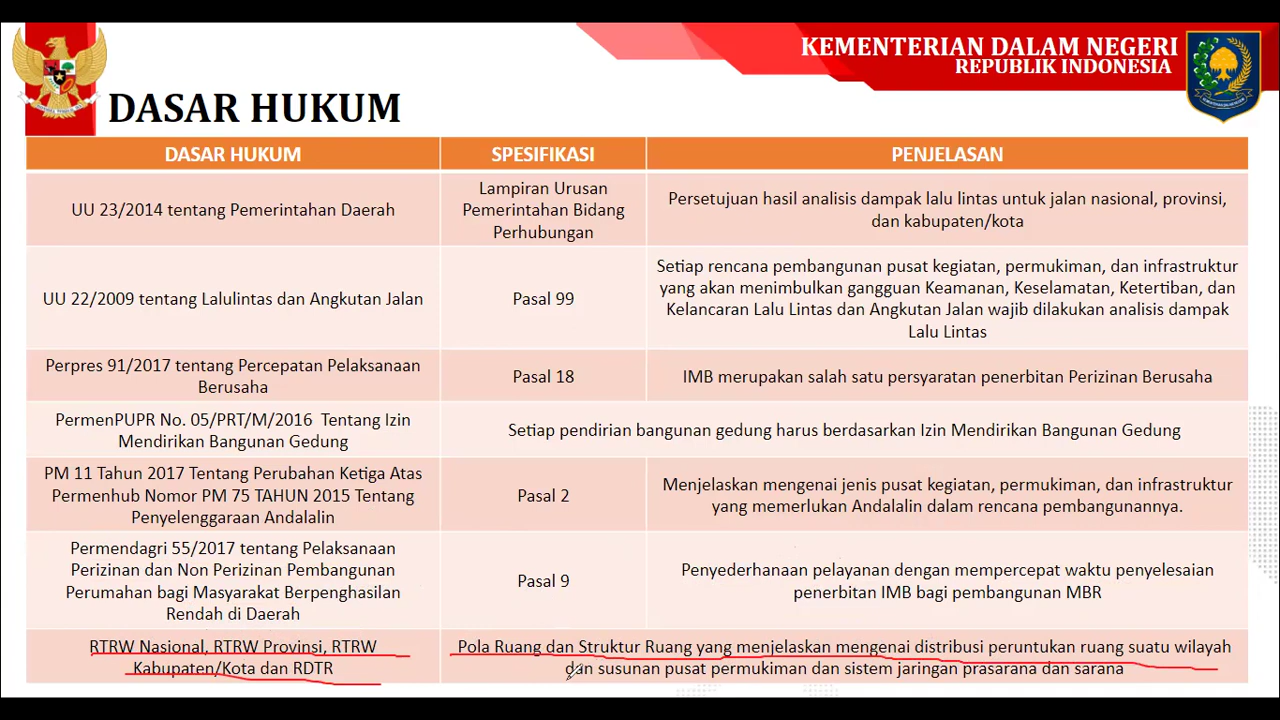 KEMENTERIAN DALAM NEGERI
REPUBLIK INDONESIA
DASAR HUKUM
DASAR HUKUM
SPESIFIKASI
PENJELASAN
UU 23/2014 tentang Pemerintahan Daerah
Lampiran Urusan
Pemerintahan Bidang
Perhubungan
Persetujuan hasil analisis dampak lalu lintas untuk jalan nasional, provinsi,
dan kabupaten/kota
UU 22/2009 tentang Lalulintas dan Angkutan Jalan
Pasal 99
Setiap rencana pembangunan pusat kegiatan, permukiman, dan infrastruktur
yang akan menimbulkan gangguan Keamanan, Keselamatan, Ketertiban, dan
Kelancaran Lalu Lintas dan Angkutan Jalan wajib dilakukan analisis dampak
Lalu Lintas
Perpres 91/2017 tentang Percepatan Pelaksanaan
Berusaha
Pasal 18
IMB merupakan salah satu persyaratan penerbitan Perizinan Berusaha
PermenPUPR No. 05/PRT/M/2016 Tentang Izin
Mendirikan Bangunan Gedung
Setiap pendirian bangunan gedung harus berdasarkan Izin Mendirikan Bangunan Gedung
PM 11 Tahun 2017 Tentang Perubahan Ketiga Atas
Permenhub Nomor PM 75 TAHUN 2015 Tentang
Penyelenggaraan Andalalin
Pasal 2
Menjelaskan mengenai jenis pusat kegiatan, permukiman, dan infrastruktur
yang memerlukan Andalalin dalam rencana pembangunannya.
Permendagri 55/2017 tentang Pelaksanaan
Perizinan dan Non Perizinan Pembangunan
Perumahan bagi Masyarakat Berpenghasilan
Rendah di Daerah
Pasal 9
Penyederhanaan pelayanan dengan mempercepat waktu penyelesaian
penerbitan IMB bagi pembangunan MBR
RTRW Nasional, RTRW Provinsi, RTRW
Kabupaten/Kota dan RDTR
Pola Ruang dan Struktur Ruang yang menjelaskan mengenai distribusi peruntukan ruang suatu wilayah
dan susunan pusat permukiman dan sistem jaringan prasarana dan sarana